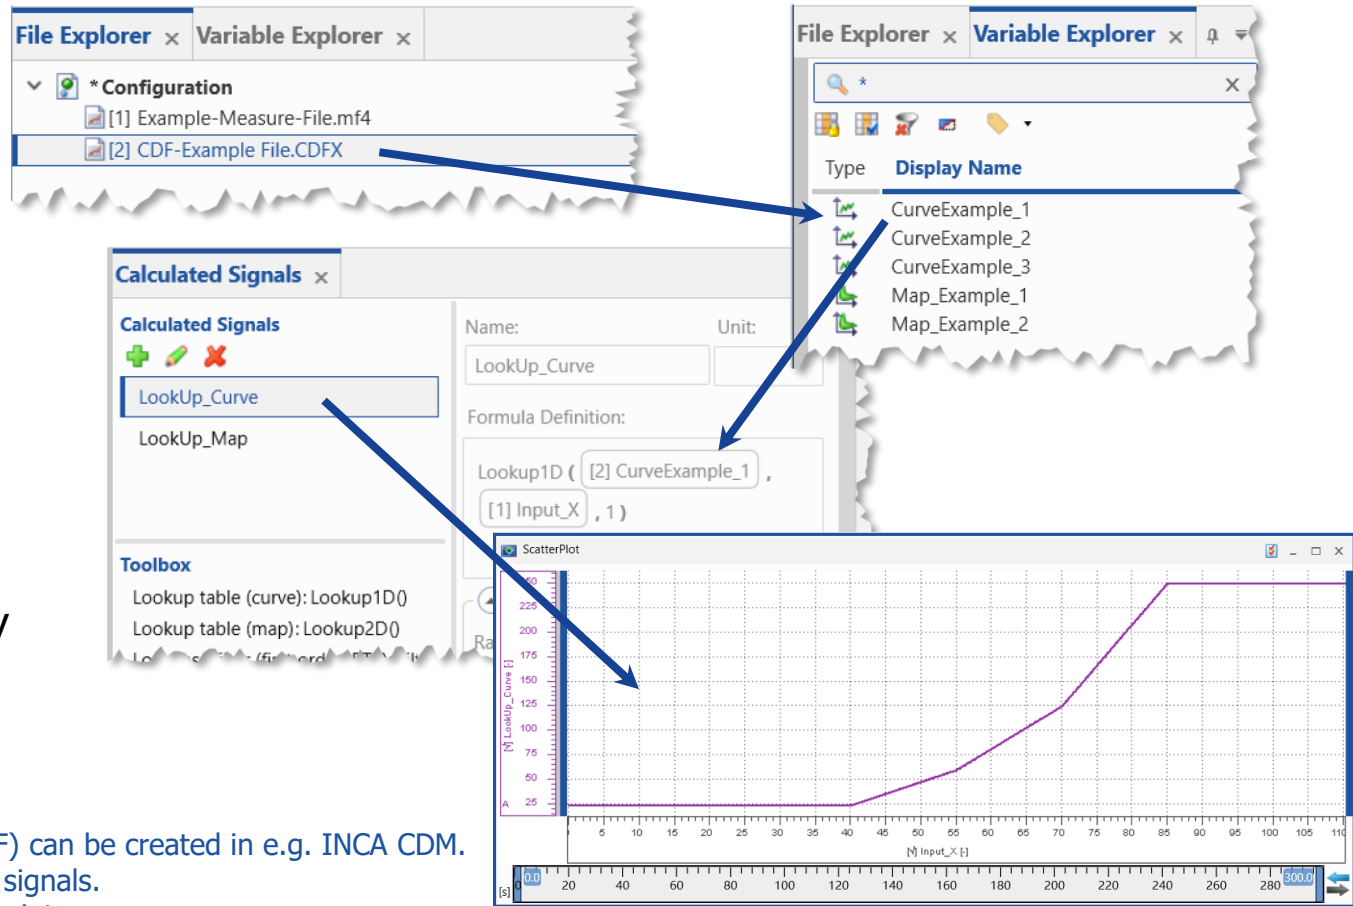 File Explorer × Variable Explorer ×
* Configuration
[1] Example-Measure-File.mf4
[2] CDF-Example File.CDFX
File Explorer × Variable Explorer ×
*
Type Display Name
CurveExample_1
CurveExample_2
CurveExample_3
Map_Example_1
Map_Example_2
Calculated Signals ×
Calculated Signals
LookUp_Curve
LookUp_Map
Name: Unit:
LookUp_Curve
Formula Definition:
Lookup1D ( [2] CurveExample_1 ,
[1] Input_X , 1 )
Toolbox
Lookup table (curve): Lookup1D()
Lookup table (map): Lookup2D()
Ra
y
ScatterPlot
225
200
175
150
125
100
75
50
25
A
[V] LookUp_Curve [-]
5 10 15 20 25 30 35 40 45 50 55 60 65 70 75 80 85 90 95 100 105 110
[V] Input_X [-]
[s] 0 0.0 20 40 60 80 100 120 140 160 180 200 220 240 260 280 300.0
F) can be created in e.g. INCA CDM.
signals.